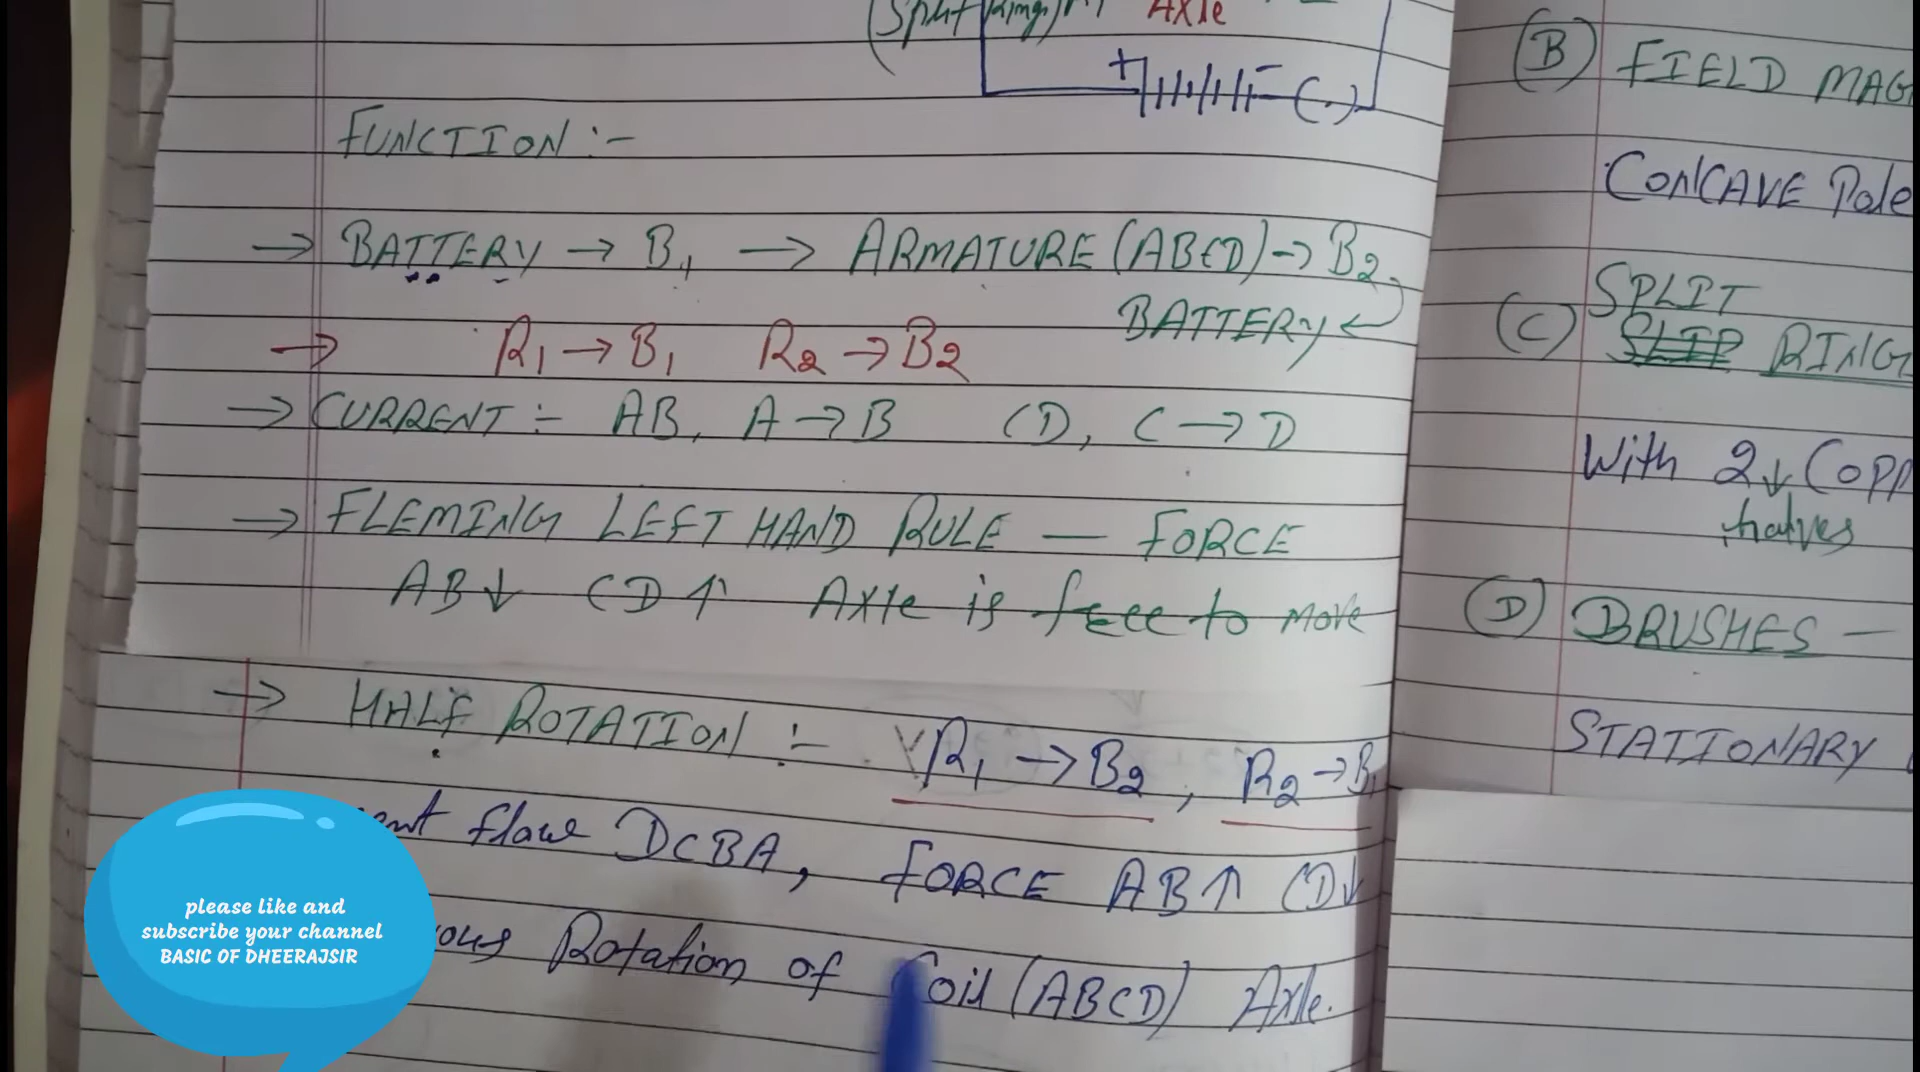 (Split Rings) Axle
+ - (.)
FUNCTION :-
→ BATTERY → B1 → ARMATURE (ABCD) → B2
BATTERY ↵
→ R1 → B1 R2 → B2
→ CURRENT :- AB, A → B CD, C → D
→ FLEMING LEFT HAND RULE — FORCE
AB↓ CD↑ Axle is free to move
→ HALF ROTATION :- R1 → B2, R2 → B1
flow DCBA, FORCE AB↑ CD↓
Rotation of Coil (ABCD) Axle.
(B) FIELD MAG
CONCAVE Pole
SPLIT
(C) SLIP RING
With 2↓ Copp
halves
(D) BRUSHES —
STATIONARY
please like and
subscribe your channel
BASIC OF DHEERAJSIR